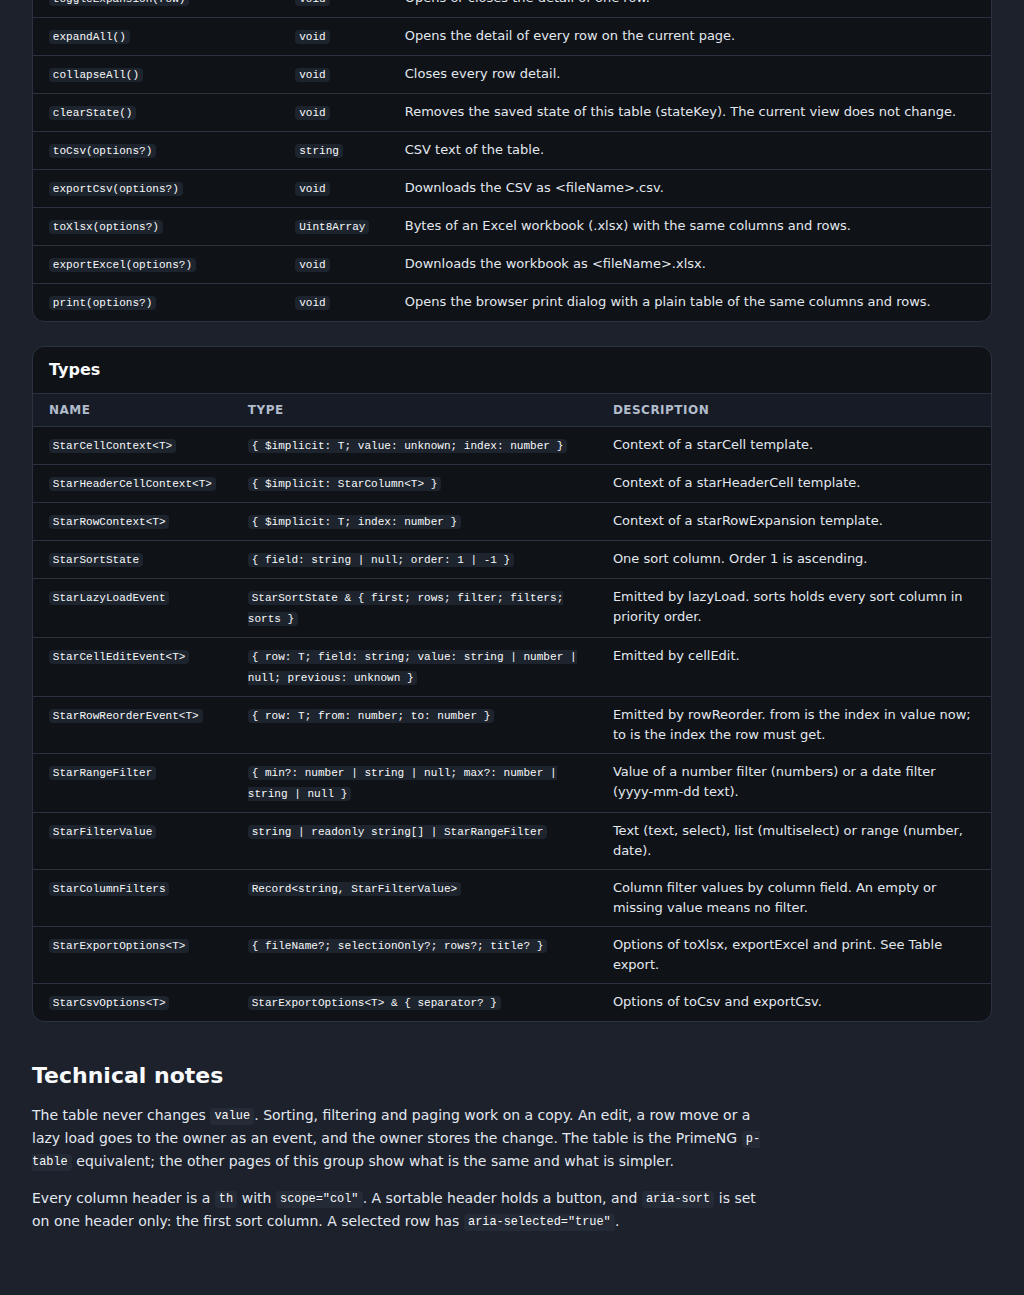 expandAll() void Opens the detail of every row on the current page.
collapseAll() void Closes every row detail.
clearState() void Removes the saved state of this table (stateKey). The current view does not change.
toCsv(options?) string CSV text of the table.
exportCsv(options?) void Downloads the CSV as <fileName>.csv.
toXlsx(options?) Uint8Array Bytes of an Excel workbook (.xlsx) with the same columns and rows.
exportExcel(options?) void Downloads the workbook as <fileName>.xlsx.
print(options?) void Opens the browser print dialog with a plain table of the same columns and rows.
Types
NAME TYPE DESCRIPTION
StarCellContext<T> { $implicit: T; value: unknown; index: number } Context of a starCell template.
StarHeaderCellContext<T> { $implicit: StarColumn<T> } Context of a starHeaderCell template.
StarRowContext<T> { $implicit: T; index: number } Context of a starRowExpansion template.
StarSortState { field: string | null; order: 1 | -1 } One sort column. Order 1 is ascending.
StarLazyLoadEvent StarSortState & { first; rows; filter; filters; Emitted by lazyLoad. sorts holds every sort column in
sorts } priority order.
StarCellEditEvent<T> { row: T; field: string; value: string | number | Emitted by cellEdit.
null; previous: unknown }
StarRowReorderEvent<T> { row: T; from: number; to: number } Emitted by rowReorder. from is the index in value now;
to is the index the row must get.
StarRangeFilter { min?: number | string | null; max?: number | Value of a number filter (numbers) or a date filter
string | null } (yyyy-mm-dd text).
StarFilterValue string | readonly string[] | StarRangeFilter Text (text, select), list (multiselect) or range (number,
date).
StarColumnFilters Record<string, StarFilterValue> Column filter values by column field. An empty or
missing value means no filter.
StarExportOptions<T> { fileName?; selectionOnly?; rows?; title? } Options of toXlsx, exportExcel and print. See Table
export.
StarCsvOptions<T> StarExportOptions<T> & { separator? } Options of toCsv and exportCsv.
Technical notes
The table never changes value. Sorting, filtering and paging work on a copy. An edit, a row move or a
lazy load goes to the owner as an event, and the owner stores the change. The table is the PrimeNG p-
table equivalent; the other pages of this group show what is the same and what is simpler.
Every column header is a th with scope="col". A sortable header holds a button, and aria-sort is set
on one header only: the first sort column. A selected row has aria-selected="true".